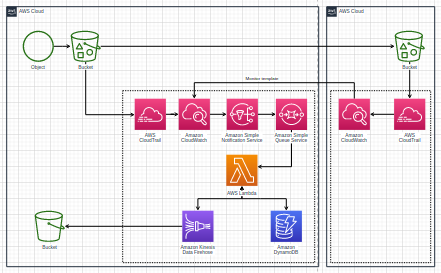 AWS Cloud
AWS Cloud
Object
Bucket
Bucket
Monitor template
AWS
CloudTrail
Amazon
CloudWatch
Amazon Simple
Notification Service
Amazon Simple
Queue Service
Amazon
CloudWatch
AWS
CloudTrail
AWS Lambda
Bucket
Amazon Kinesis
Data Firehose
Amazon
DynamoDB